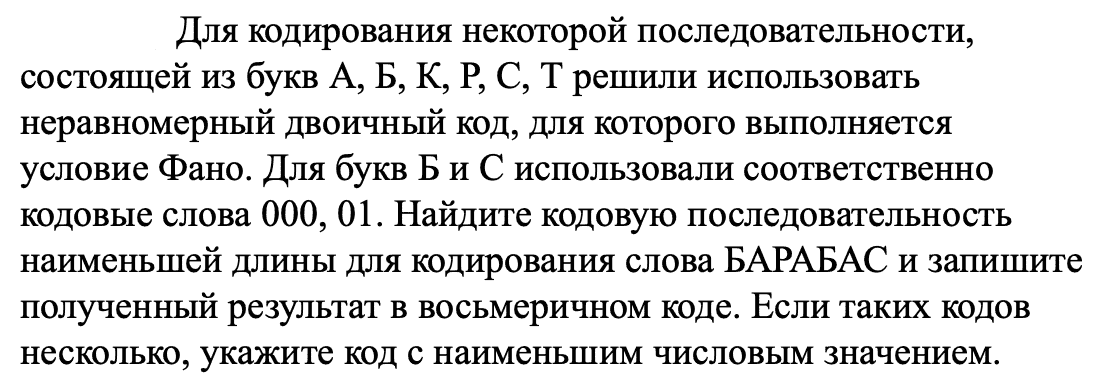 Для кодирования некоторой последовательности,
состоящей из букв А, Б, К, Р, С, Т решили использовать
неравномерный двоичный код, для которого выполняется
условие Фано. Для букв Б и С использовали соответственно
кодовые слова 000, 01. Найдите кодовую последовательность
наименьшей длины для кодирования слова БАРАБАС и запишите
полученный результат в восьмеричном коде. Если таких кодов
несколько, укажите код с наименьшим числовым значением.